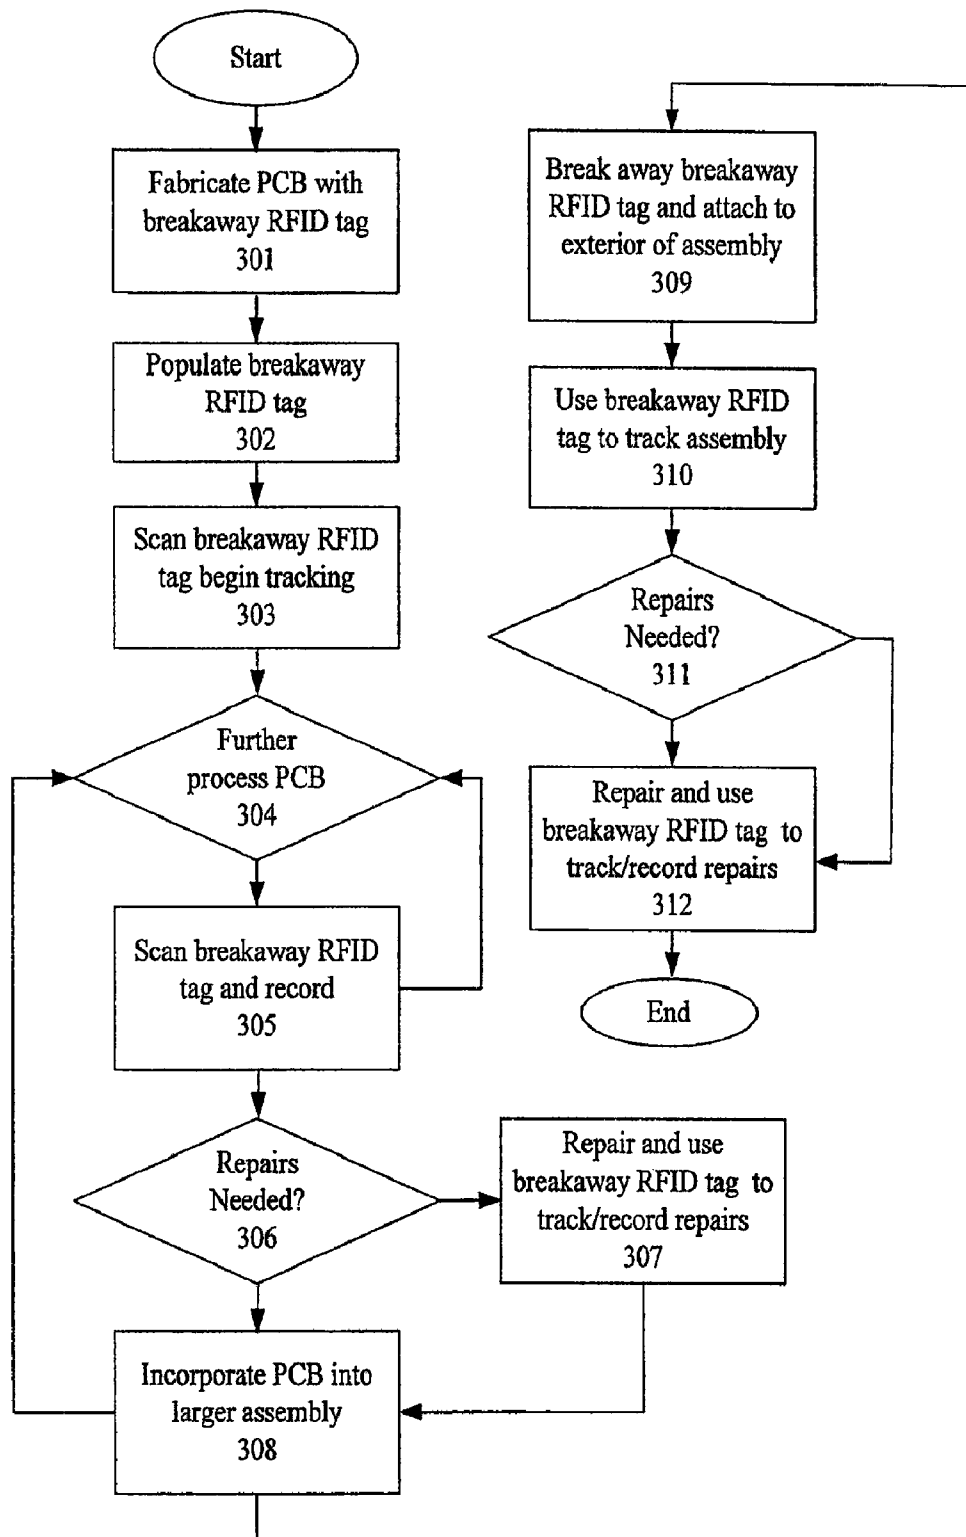 Start
Fabricate PCB with
breakaway RFID tag
301
Populate breakaway
RFID tag
302
Scan breakaway RFID
tag begin tracking
303
Further
process PCB
304
Scan breakaway RFID
tag and record
305
Repairs
Needed?
306
Repair and use
breakaway RFID tag to
track/record repairs
307
Incorporate PCB into
larger assembly
308
Break away breakaway
RFID tag and attach to
exterior of assembly
309
Use breakaway RFID
tag to track assembly
310
Repairs
Needed?
311
Repair and use
breakaway RFID tag to
track/record repairs
312
End